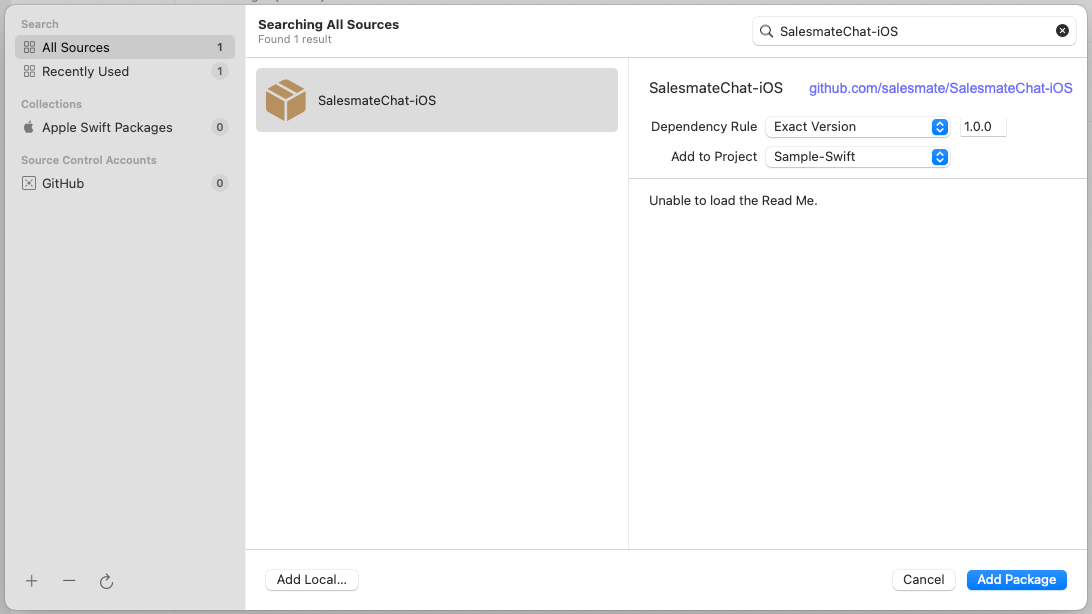 Search
All Sources 1
Recently Used 1
Collections
Apple Swift Packages 0
Source Control Accounts
GitHub 0
Searching All Sources
Found 1 result
SalesmateChat-iOS
SalesmateChat-iOS
SalesmateChat-iOS github.com/salesmate/SalesmateChat-iOS
Dependency Rule Exact Version 1.0.0
Add to Project Sample-Swift
Unable to load the Read Me.
Add Local... Cancel Add Package